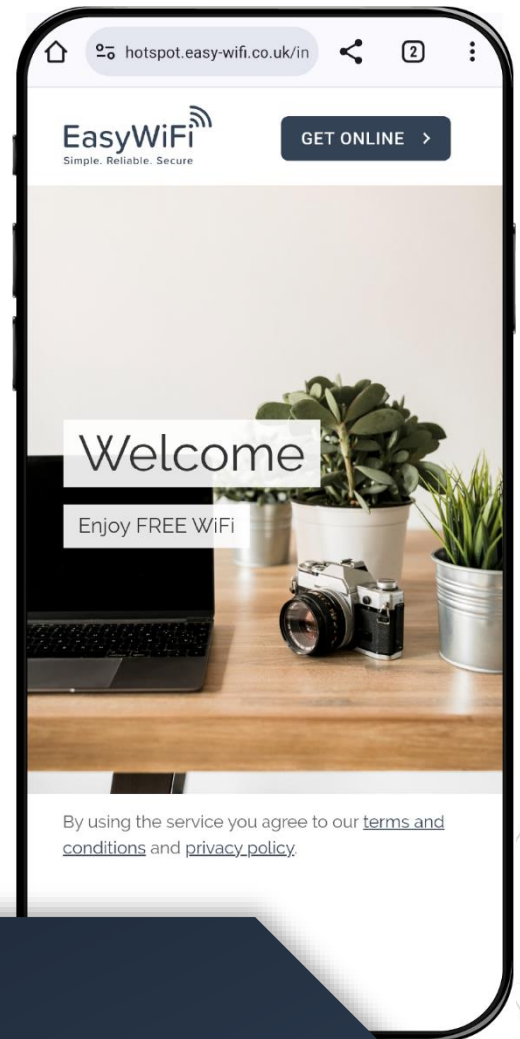 hotspot.easy-wifi.co.uk/in
2
EasyWiFi
Simple. Reliable. Secure
GET ONLINE >
Welcome
Enjoy FREE WiFi
By using the service you agree to our terms and
conditions and privacy policy.